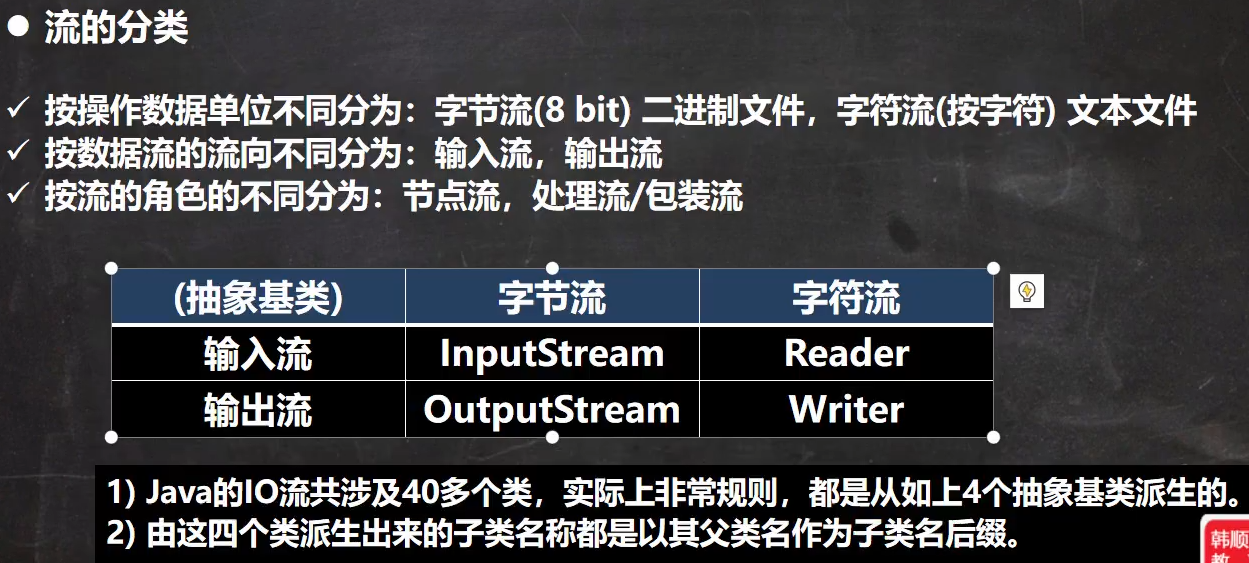 ● 流的分类
✓ 按操作数据单位不同分为：字节流(8 bit) 二进制文件，字符流(按字符) 文本文件
✓ 按数据流的流向不同分为：输入流，输出流
✓ 按流的角色的不同分为：节点流，处理流/包装流
(抽象基类) 字节流 字符流
输入流 InputStream Reader
输出流 OutputStream Writer
1) Java的IO流共涉及40多个类，实际上非常规则，都是从如上4个抽象基类派生的。
2) 由这四个类派生出来的子类名称都是以其父类名作为子类名后缀。
韩顺